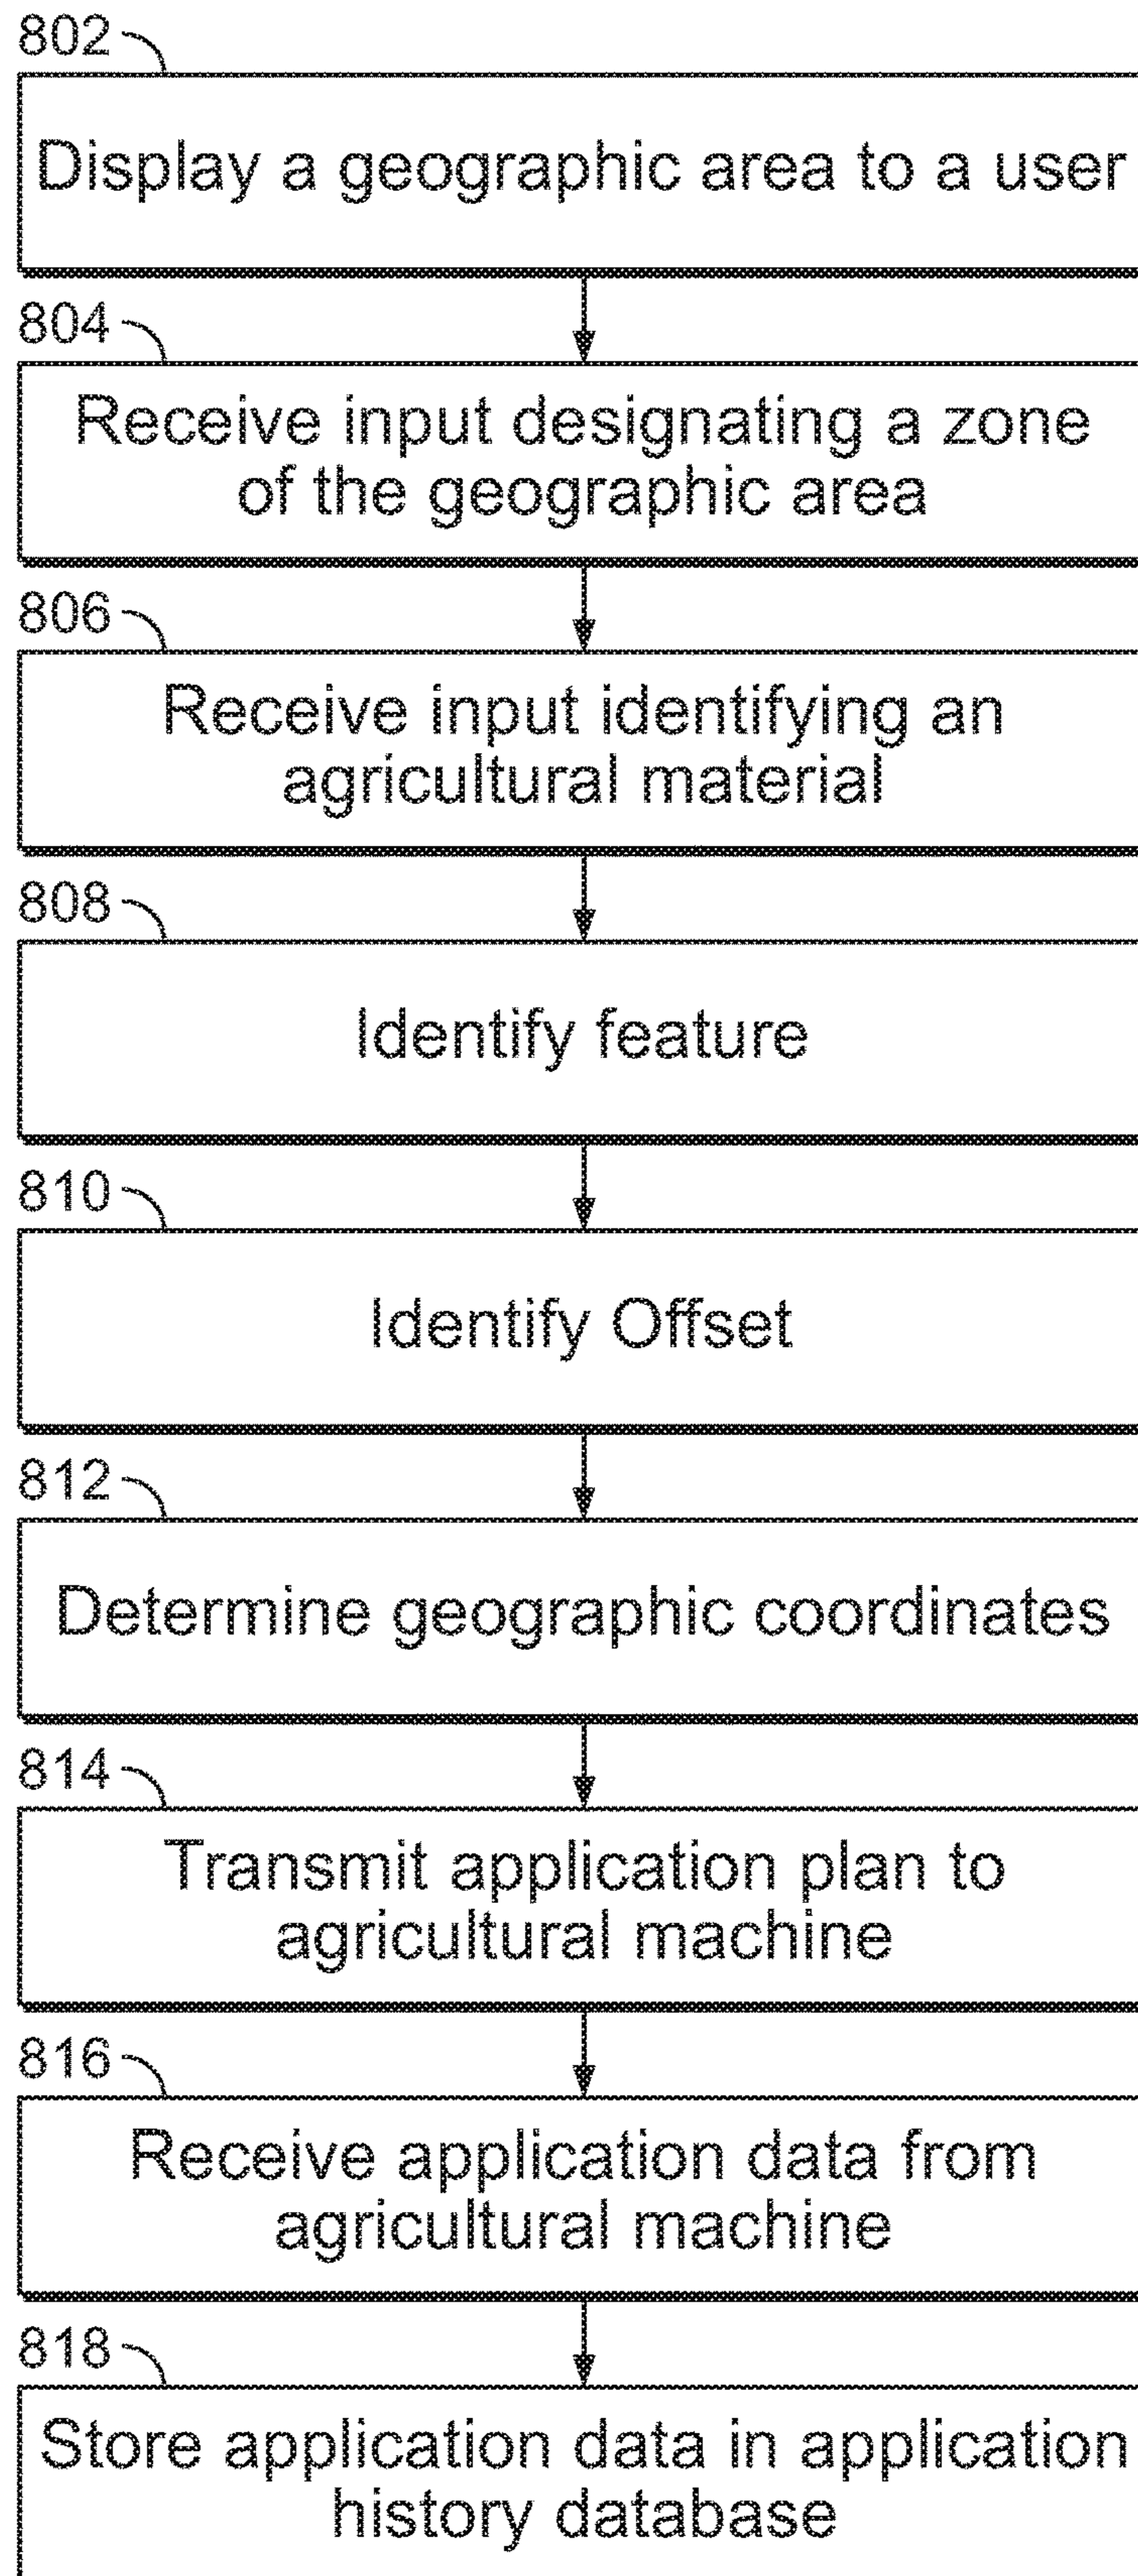 802
Display a geographic area to a user
804
Receive input designating a zone
of the geographic area
806
Receive input identifying an
agricultural material
808
Identify feature
810
Identify Offset
812
Determine geographic coordinates
814
Transmit application plan to
agricultural machine
816
Receive application data from
agricultural machine
818
Store application data in application
history database